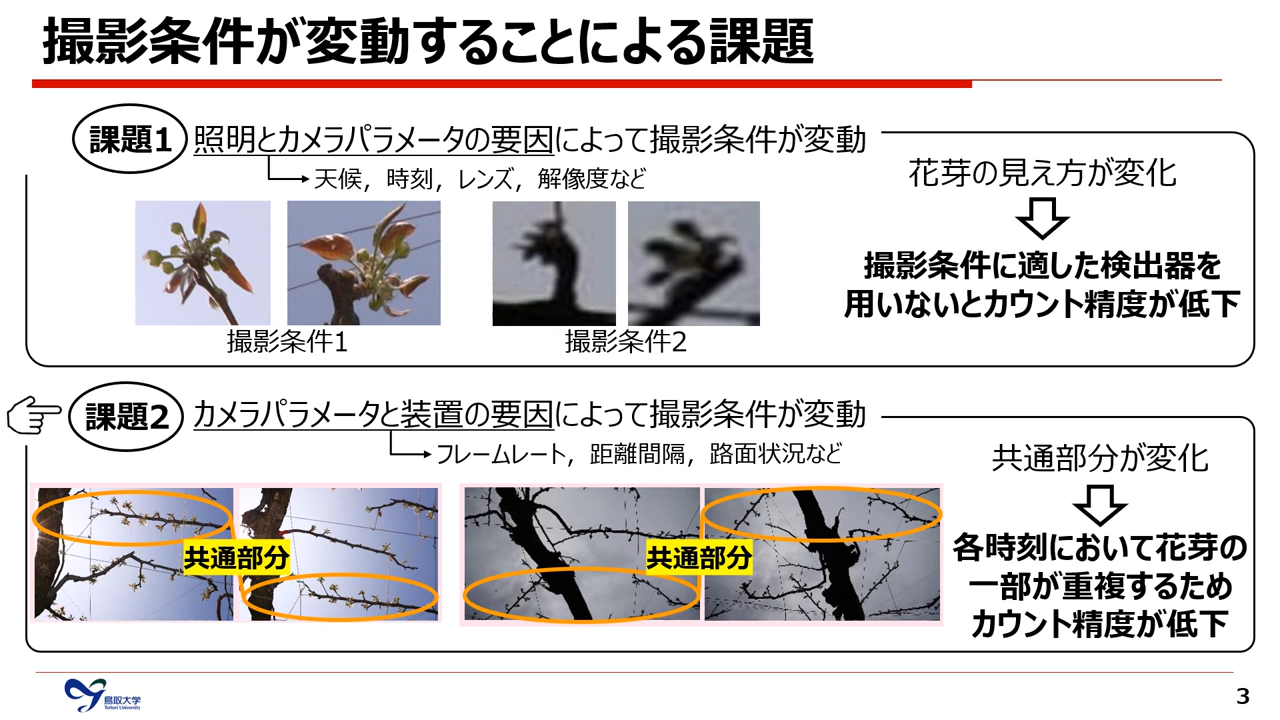 撮影条件が変動することによる課題
課題1 照明とカメラパラメータの要因によって撮影条件が変動
天候，時刻，レンズ，解像度など
撮影条件1
撮影条件2
花芽の見え方が変化
撮影条件に適した検出器を
用いないとカウント精度が低下
課題2 カメラパラメータと装置の要因によって撮影条件が変動
フレームレート，距離間隔，路面状況など
共通部分
共通部分
共通部分が変化
各時刻において花芽の
一部が重複するため
カウント精度が低下
鳥取大学
Tottori University
3